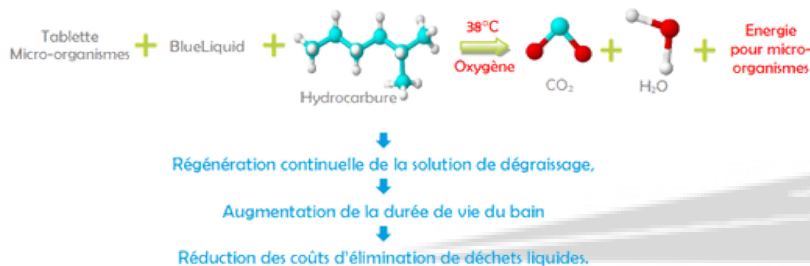 Tablette
Micro-organismes
+
BlueLiquid
+
Hydrocarbure
38°C
Oxygène
CO₂
+
H₂O
+
Energie
pour micro-
organismes
Régénération continuelle de la solution de dégraissage,
Augmentation de la durée de vie du bain
Réduction des coûts d'élimination de déchets liquides.